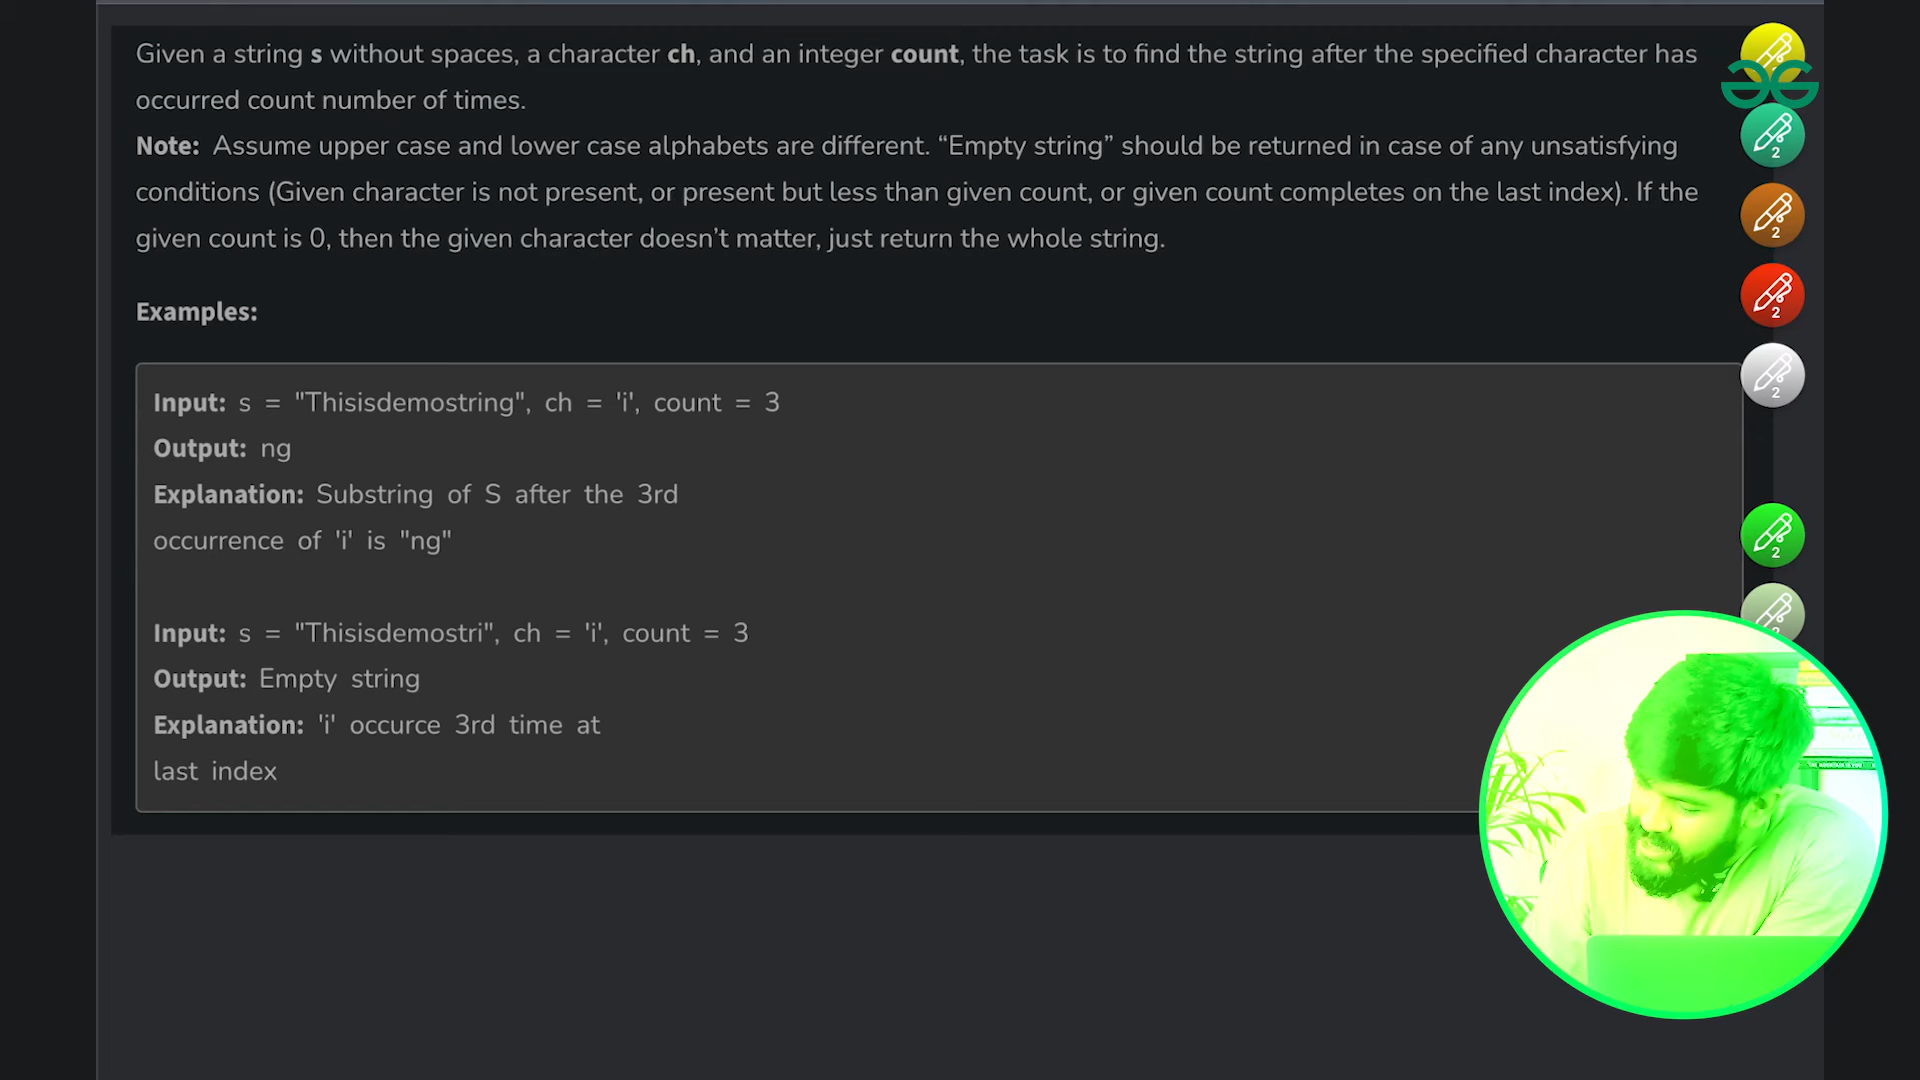 Given a string s without spaces, a character ch, and an integer count, the task is to find the string after the specified character has
occurred count number of times.
Note: Assume upper case and lower case alphabets are different. “Empty string” should be returned in case of any unsatisfying
conditions (Given character is not present, or present but less than given count, or given count completes on the last index). If the
given count is 0, then the given character doesn’t matter, just return the whole string.
Examples:
Input: s = "Thisisdemostring", ch = 'i', count = 3
Output: ng
Explanation: Substring of S after the 3rd
occurrence of 'i' is "ng"
Input: s = "Thisisdemostri", ch = 'i', count = 3
Output: Empty string
Explanation: 'i' occurce 3rd time at
last index
2
2
2
2
2